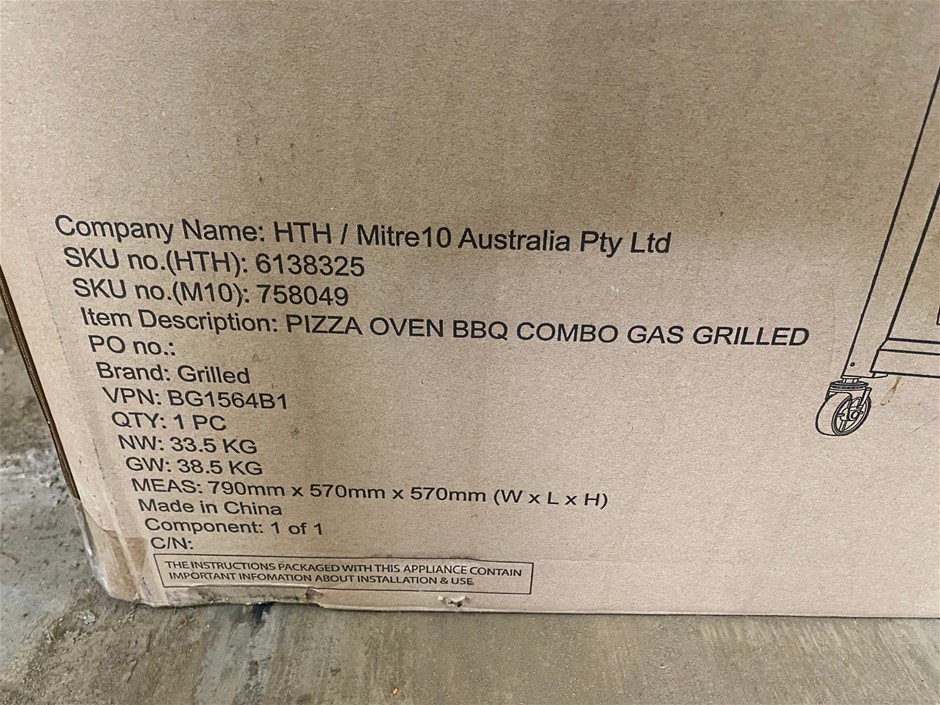 Company Name: HTH / Mitre10 Australia Pty Ltd
SKU no.(HTH): 6138325
SKU no.(M10): 758049
Item Description: PIZZA OVEN BBQ COMBO GAS GRILLED
PO no.:
Brand: Grilled
VPN: BG1564B1
QTY: 1 PC
NW: 33.5 KG
GW: 38.5 KG
MEAS: 790mm x 570mm x 570mm (W x L x H)
Made in China
Component: 1 of 1
C/N:
THE INSTRUCTIONS PACKAGED WITH THIS APPLIANCE CONTAIN
IMPORTANT INFOMATION ABOUT INSTALLATION & USE